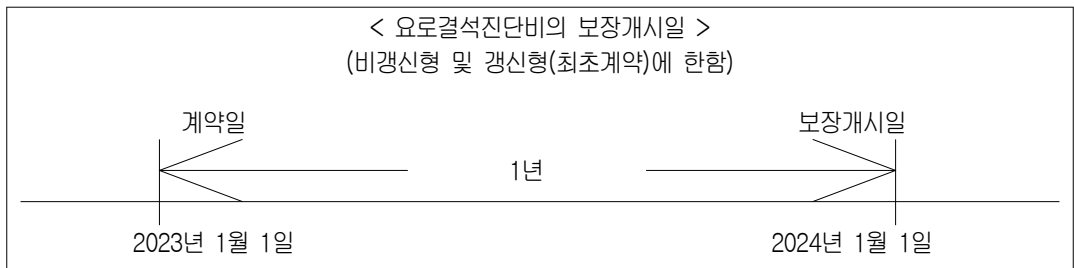 < 요로결석진단비의 보장개시일 >
(비갱신형 및 갱신형(최초계약)에 한함)
계약일 보장개시일
1년
2023년 1월 1일 2024년 1월 1일